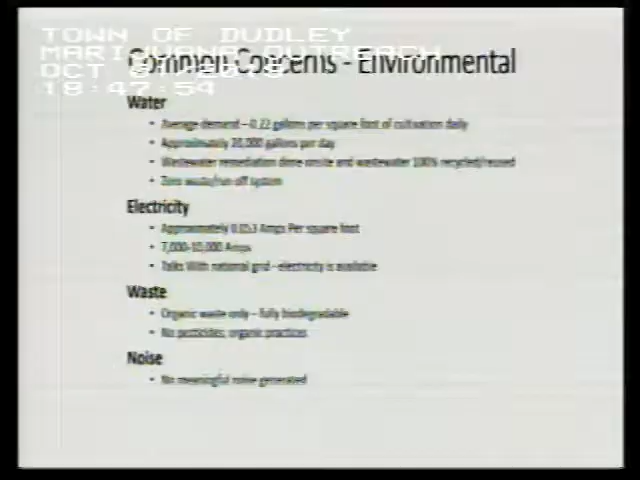 TOWN OF DUDLEY
MARIJUANA OUTREACH
OCT
18:47:54
Common Concerns - Environmental
Water
• Average demand – 0.22 gallons per square foot of cultivation daily
• Approximately 20,000 gallons per day
• Wastewater remediation done onsite and wastewater 100% recycled/reused
• Zero waste/run off system
Electricity
• Approximately 0.053 Amps Per square foot
• 7,000-10,000 Amps
• Talks With national grid - electricity is available
Waste
• Organic waste only – fully biodegradable
• No pesticides, organic practices
Noise
• No meaningful noise generated